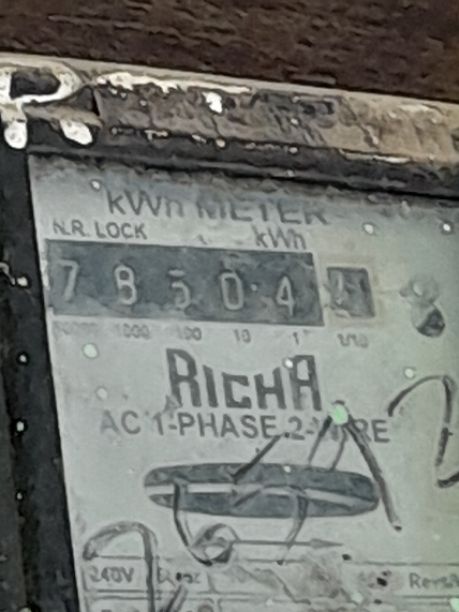 kWh METER
N.R. LOCK kWh
7 8 5 0 4
10000 1000 100 10 1 1/10
RICHA
AC 1-PHASE 2-WIRE
240V